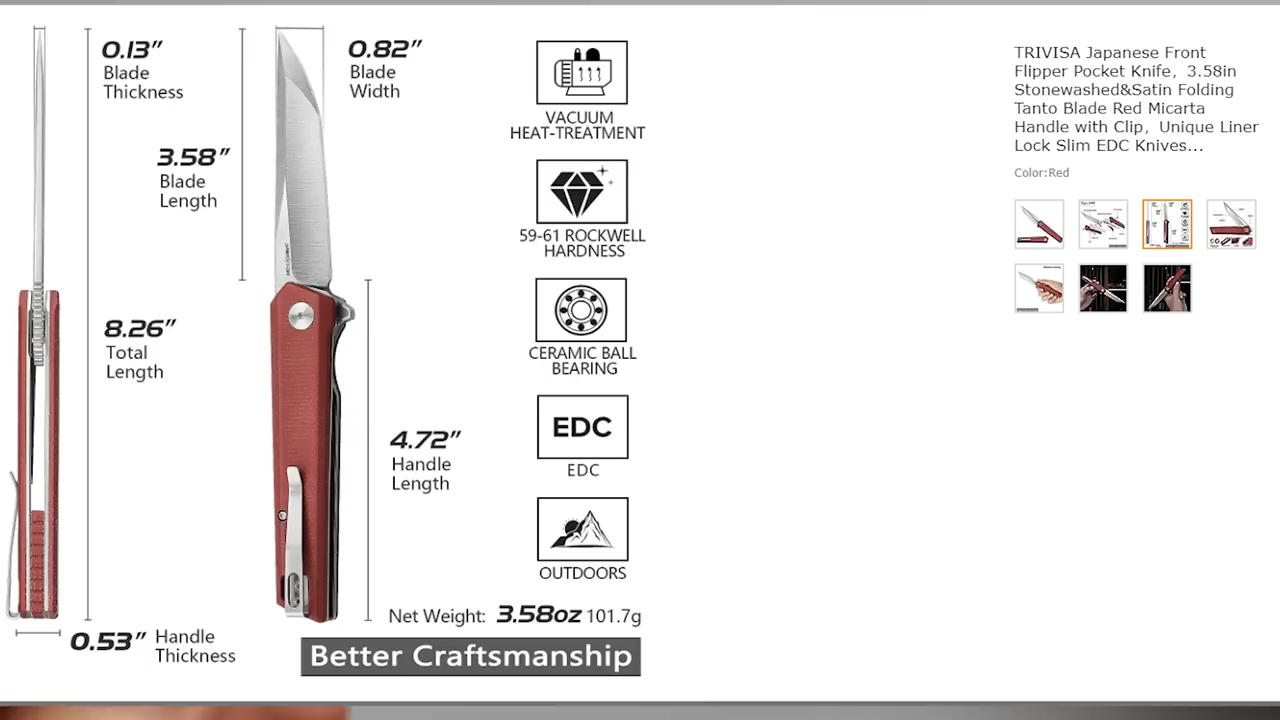 0.13”
Blade
Thickness
3.58”
Blade
Length
0.82”
Blade
Width
8.26”
Total
Length
4.72”
Handle
Length
0.53”
Handle
Thickness
VACUUM
HEAT-TREATMENT
59-61 ROCKWELL
HARDNESS
CERAMIC BALL
BEARING
EDC
EDC
OUTDOORS
Net Weight: 3.58oz 101.7g
Better Craftsmanship
TRIVISA Japanese Front
Flipper Pocket Knife, 3.58in
Stonewashed&Satin Folding
Tanto Blade Red Micarta
Handle with Clip, Unique Liner
Lock Slim EDC Knives...
Color:Red